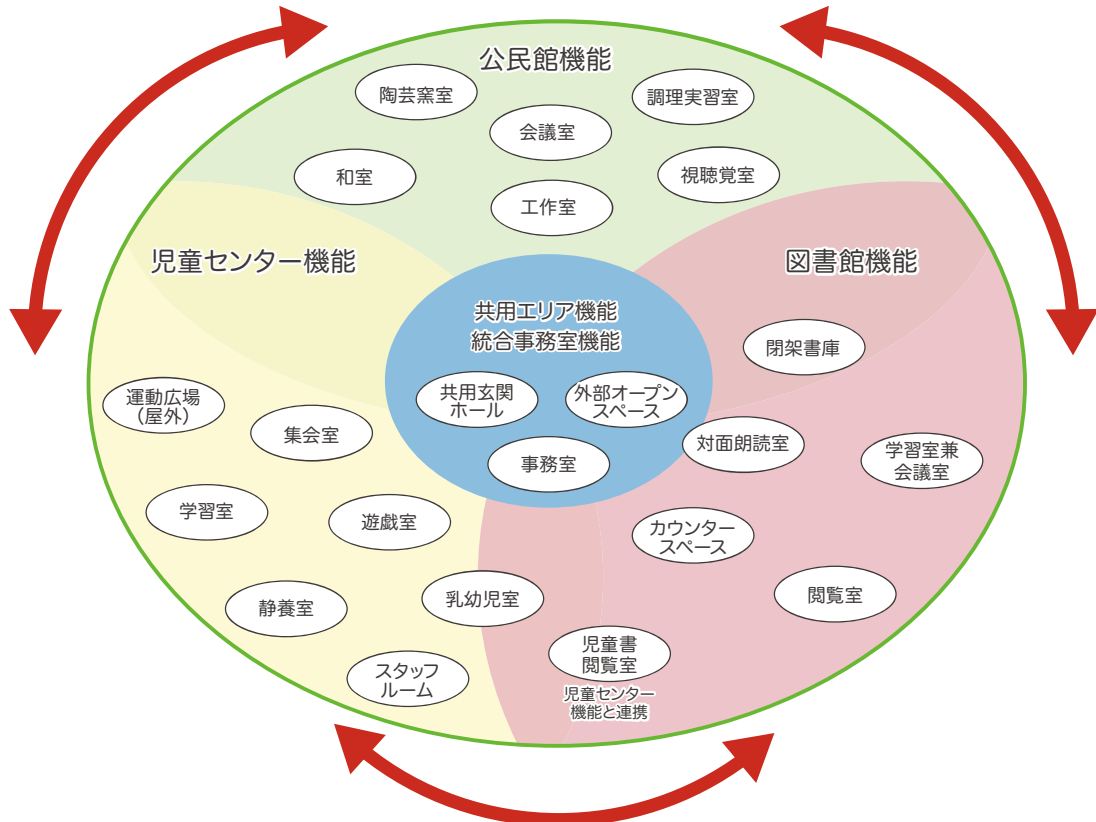 公民館機能
陶芸窯室
調理実習室
会議室
和室
視聴覚室
工作室
児童センター機能
図書館機能
共用エリア機能
統合事務室機能
閉架書庫
共用玄関
ホール
外部オープン
スペース
運動広場
（屋外）
集会室
対面朗読室
学習室兼
会議室
事務室
学習室
遊戯室
カウンター
スペース
静養室
乳幼児室
閲覧室
児童書
閲覧室
スタッフ
ルーム
児童センター
機能と連携